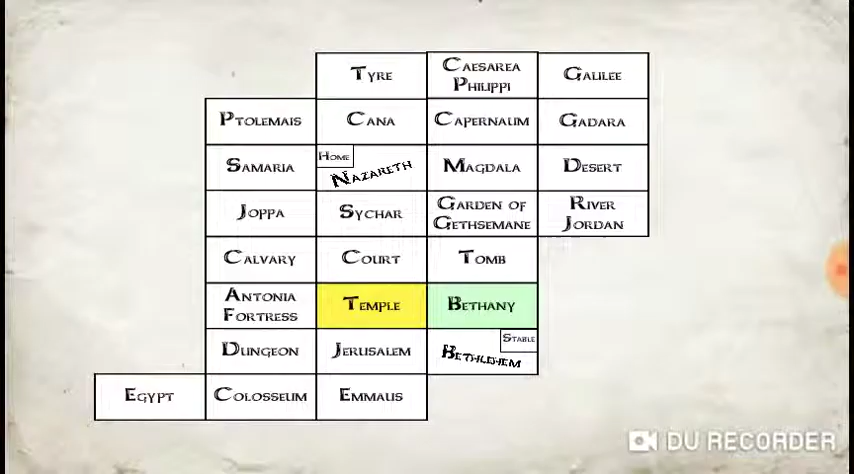 Tyre
Caesarea
Philippi
Galilee
Ptolemais
Cana
Capernaum
Gadara
Samaria
Home
Nazareth
Magdala
Desert
Joppa
Sychar
Garden of
Gethsemane
River
Jordan
Calvary
Court
Tomb
Antonia
Fortress
Temple
Bethany
Dungeon
Jerusalem
Stable
Bethlehem
Egypt
Colosseum
Emmaus
DU RECORDER